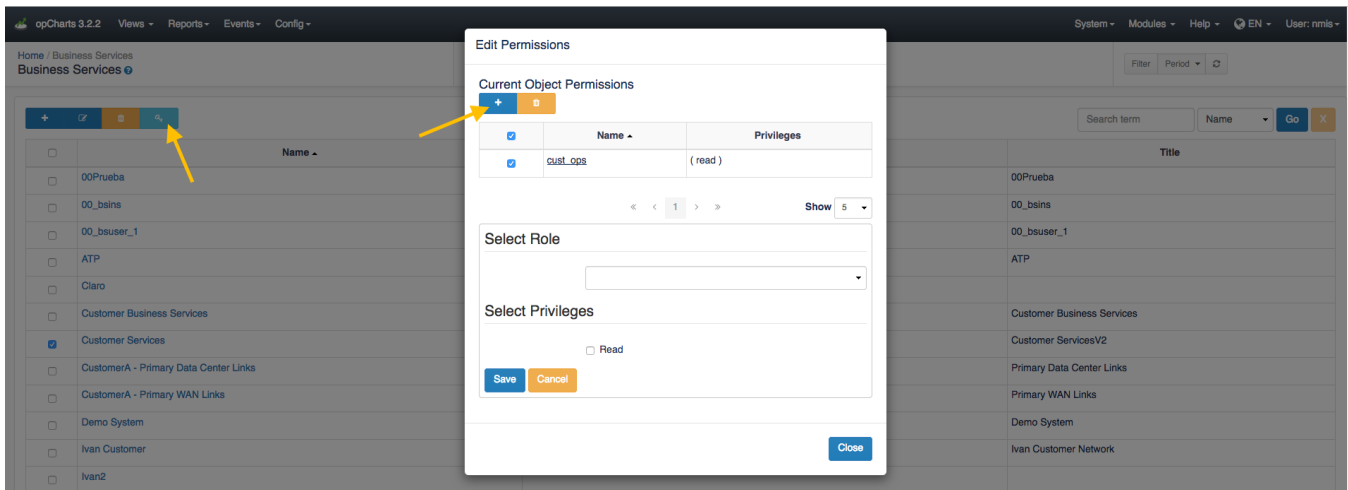 opCharts 3.2.2 Views Reports Events Config System Modules Help EN User: nmis
Home / Business Services
Business Services
Filter Period
Edit Permissions
Current Object Permissions
Name Privileges
cust_ops ( read )
« < 1 > » Show 5
Select Role
Select Privileges
Read
Save Cancel
Close
Search term Name Go X
Name Title
00Prueba 00Prueba
00_bsins 00_bsins
00_bsuser_1 00_bsuser_1
ATP ATP
Claro
Customer Business Services Customer Business Services
Customer Services Customer ServicesV2
CustomerA - Primary Data Center Links Primary Data Center Links
CustomerA - Primary WAN Links Primary WAN Links
Demo System Demo System
Ivan Customer Ivan Customer Network
Ivan2